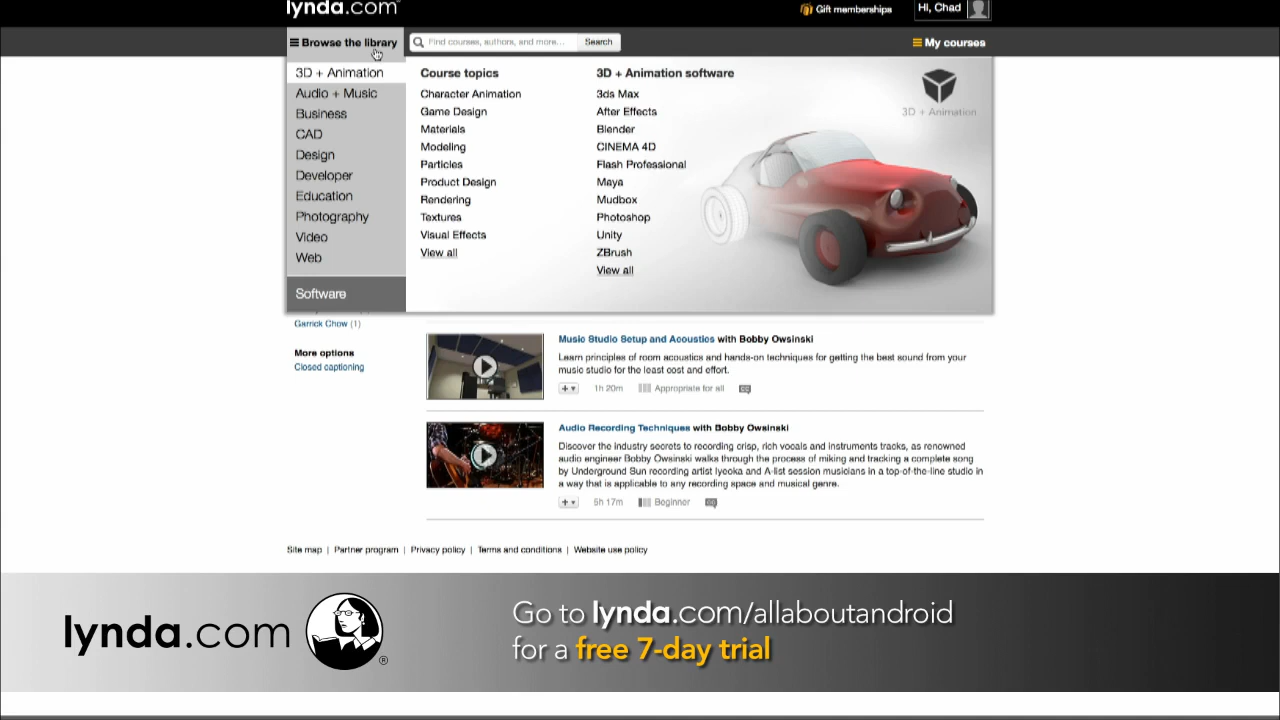 lynda.com
Gift memberships
Hi, Chad
Browse the library
Find courses, authors, and more...
Search
My courses
3D + Animation
Audio + Music
Business
CAD
Design
Developer
Education
Photography
Video
Web
Software
Course topics
Character Animation
Game Design
Materials
Modeling
Particles
Product Design
Rendering
Textures
Visual Effects
View all
3D + Animation software
3ds Max
After Effects
Blender
CINEMA 4D
Flash Professional
Maya
Mudbox
Photoshop
Unity
ZBrush
View all
3D + Animation
Garrick Chow (1)
More options
Closed captioning
Music Studio Setup and Acoustics with Bobby Owsinski
Learn principles of room acoustics and hands-on techniques for getting the best sound from your
music studio for the least cost and effort.
1h 20m Appropriate for all CC
Audio Recording Techniques with Bobby Owsinski
Discover the industry secrets to recording crisp, rich vocals and instruments tracks, as renowned
audio engineer Bobby Owsinski walks through the process of miking and tracking a complete song
by Underground Sun recording artist Iyeoka and A-list session musicians in a top-of-the-line studio in
a way that is applicable to any recording space and musical genre.
5h 17m Beginner CC
Site map | Partner program | Privacy policy | Terms and conditions | Website use policy
lynda.com ®
Go to lynda.com/allaboutandroid
for a free 7-day trial